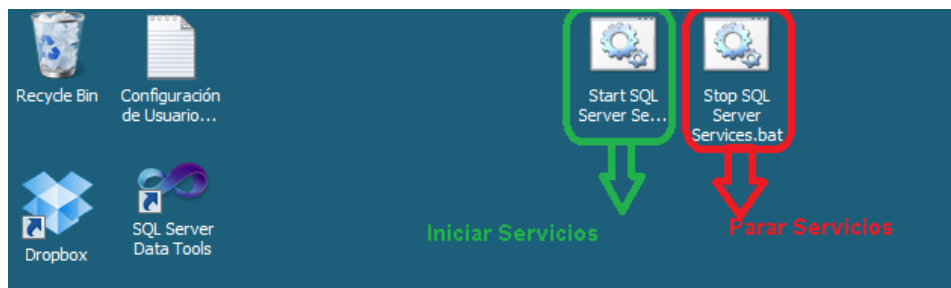 Recycle Bin
Configuración
de Usuario...
Start SQL
Server Se...
Stop SQL
Server
Services.bat
Dropbox
SQL Server
Data Tools
Iniciar Servicios
Parar Servicios